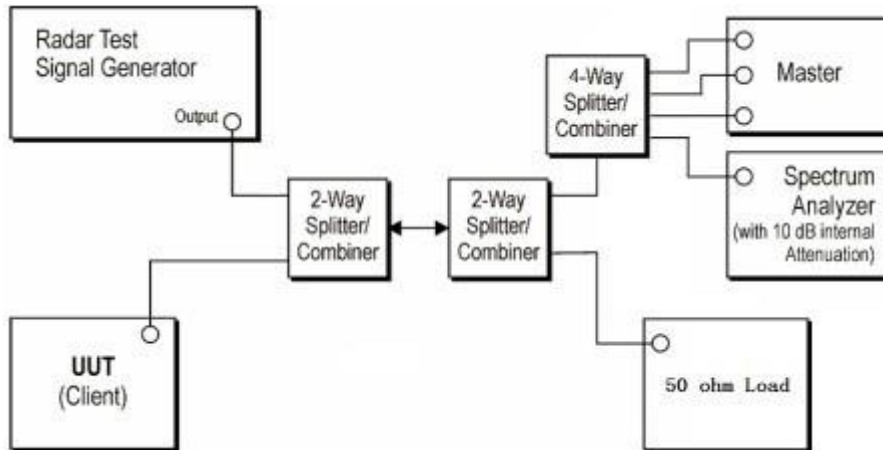 Radar Test
Signal Generator
Output
4-Way
Splitter/
Combiner
Master
2-Way
Splitter/
Combiner
2-Way
Splitter/
Combiner
Spectrum
Analyzer
(with 10 dB internal
Attenuation)
UUT
(Client)
50 ohm Load